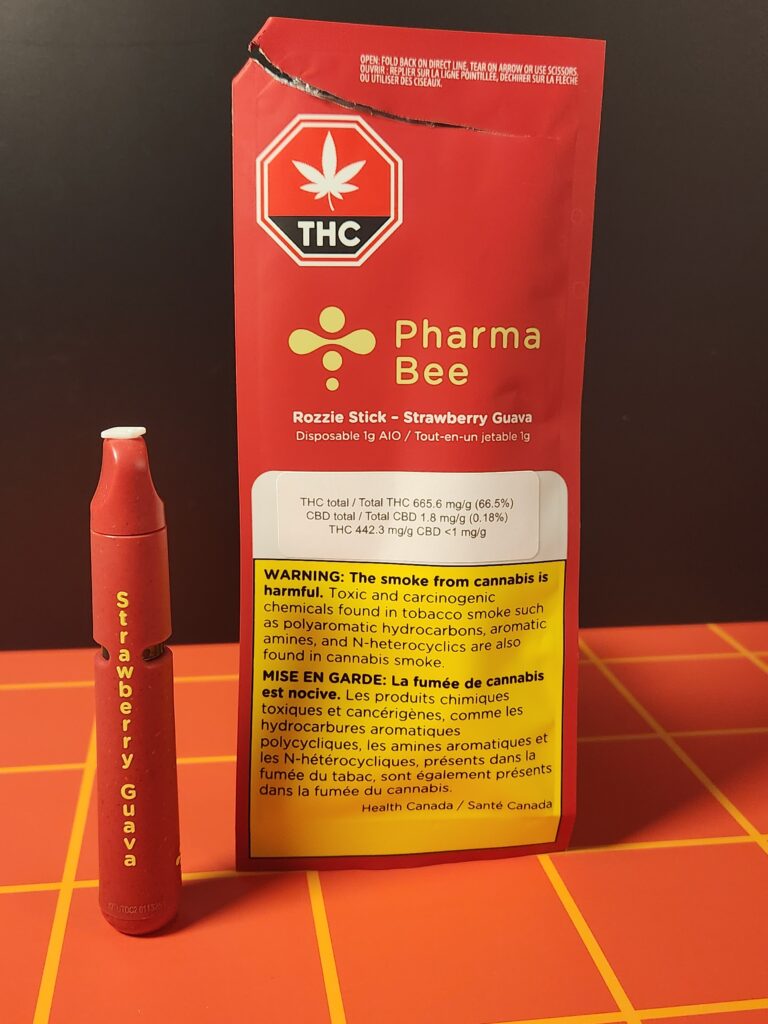 OPEN: FOLD BACK ON DIRECT LINE, TEAR ON ARROW OR USE SCISSORS.
OUVRIR : REPLIER SUR LA LIGNE POINTILLÉE, DÉCHIRER SUR LA FLÈCHE
OU UTILISER DES CISEAUX.
THC
Pharma
Bee
Rozzie Stick – Strawberry Guava
Disposable 1g AIO / Tout-en-un jetable 1g
THC total / Total THC 665.6 mg/g (66.5%)
CBD total / Total CBD 1.8 mg/g (0.18%)
THC 442.3 mg/g CBD <1 mg/g
WARNING: The smoke from cannabis is
harmful. Toxic and carcinogenic
chemicals found in tobacco smoke such
as polyaromatic hydrocarbons, aromatic
amines, and N-heterocyclics are also
found in cannabis smoke.
MISE EN GARDE: La fumée de cannabis
est nocive. Les produits chimiques
toxiques et cancérigènes, comme les
hydrocarbures aromatiques
polycycliques, les amines aromatiques et
les N-hétérocycliques, présents dans la
fumée du tabac, sont également présents
dans la fumée du cannabis.
Health Canada / Santé Canada
Strawberry Guava